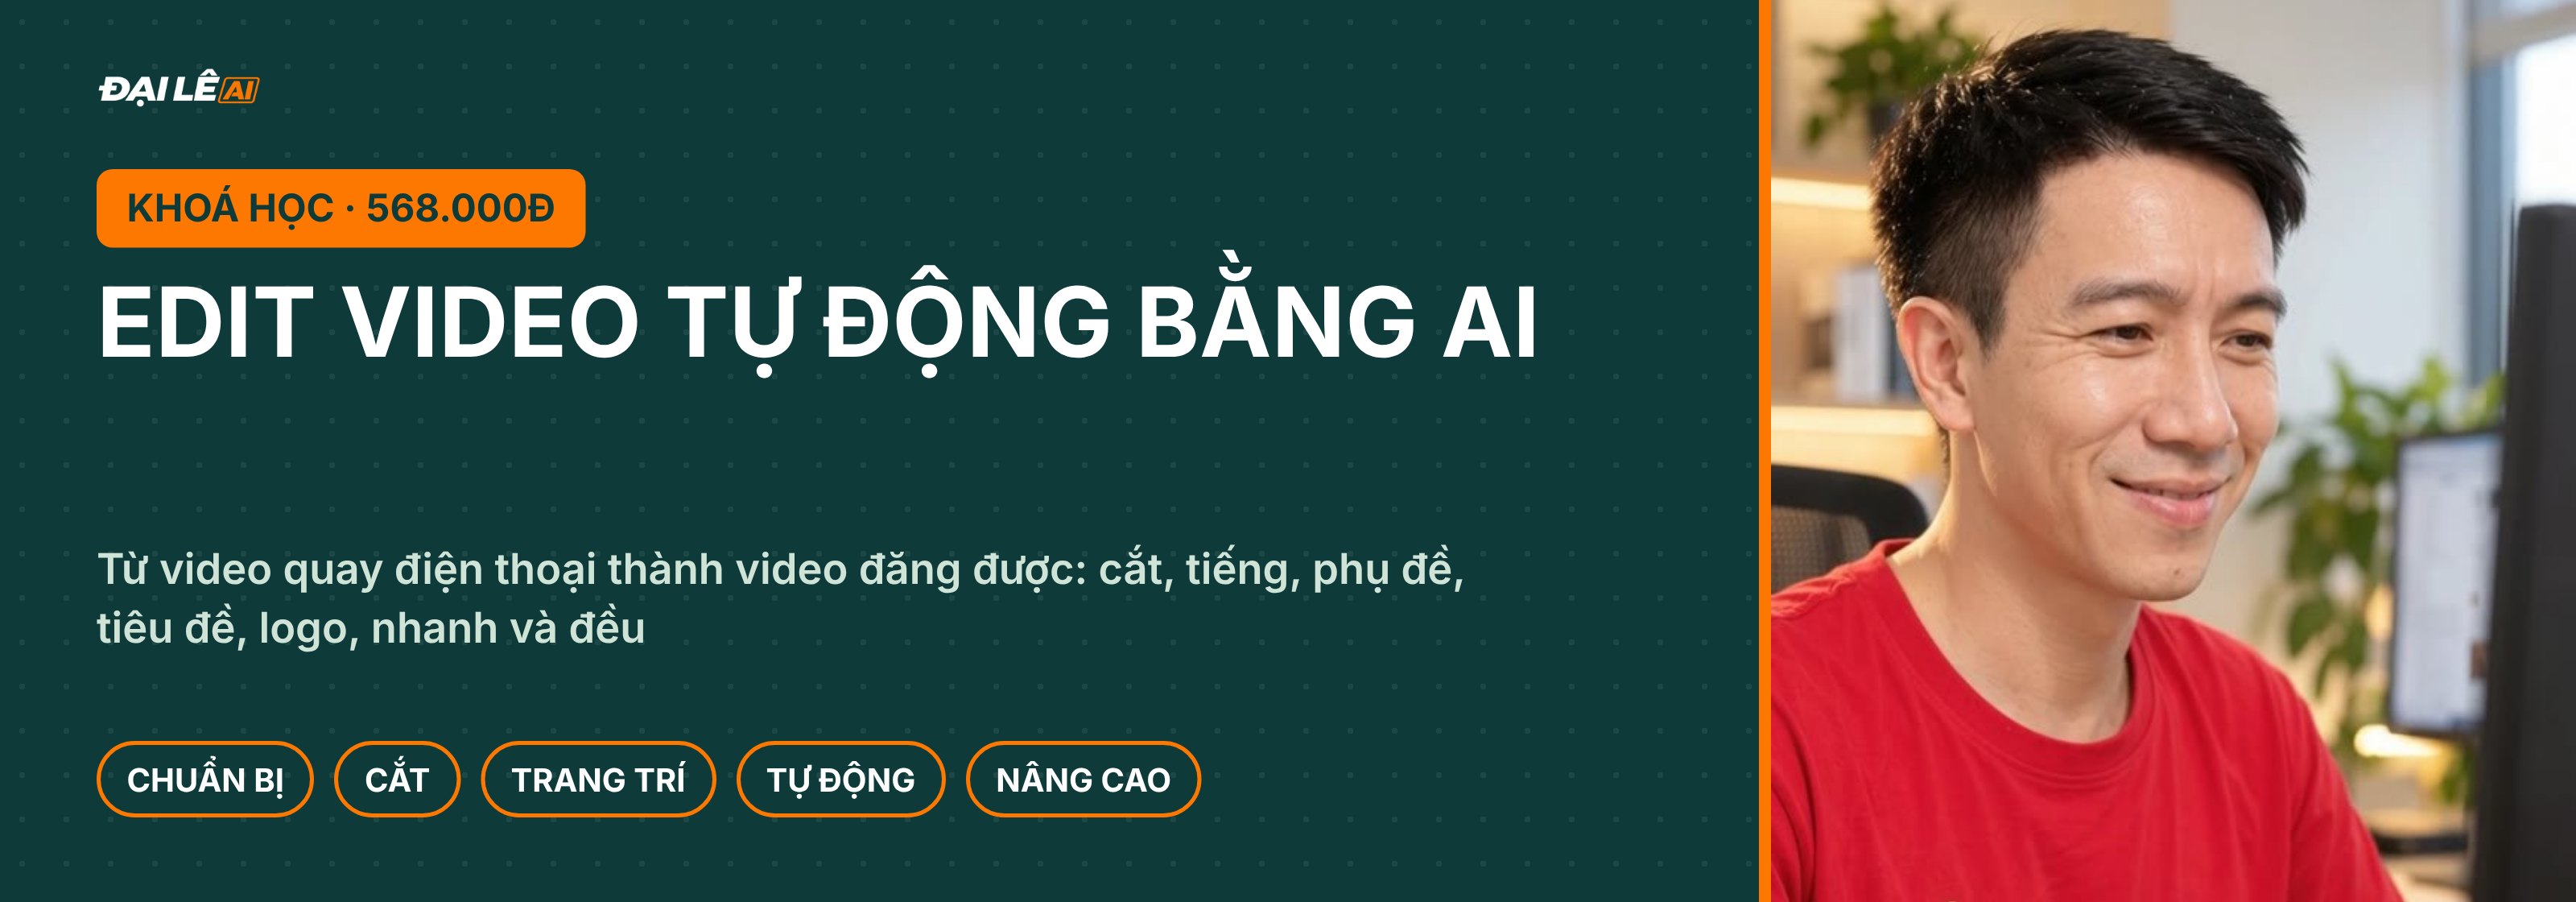 ĐẠI LÊ AI
KHOÁ HỌC · 568.000Đ
EDIT VIDEO TỰ ĐỘNG BẰNG AI
Từ video quay điện thoại thành video đăng được: cắt, tiếng, phụ đề,
tiêu đề, logo, nhanh và đều
CHUẨN BỊ
CẮT
TRANG TRÍ
TỰ ĐỘNG
NÂNG CAO